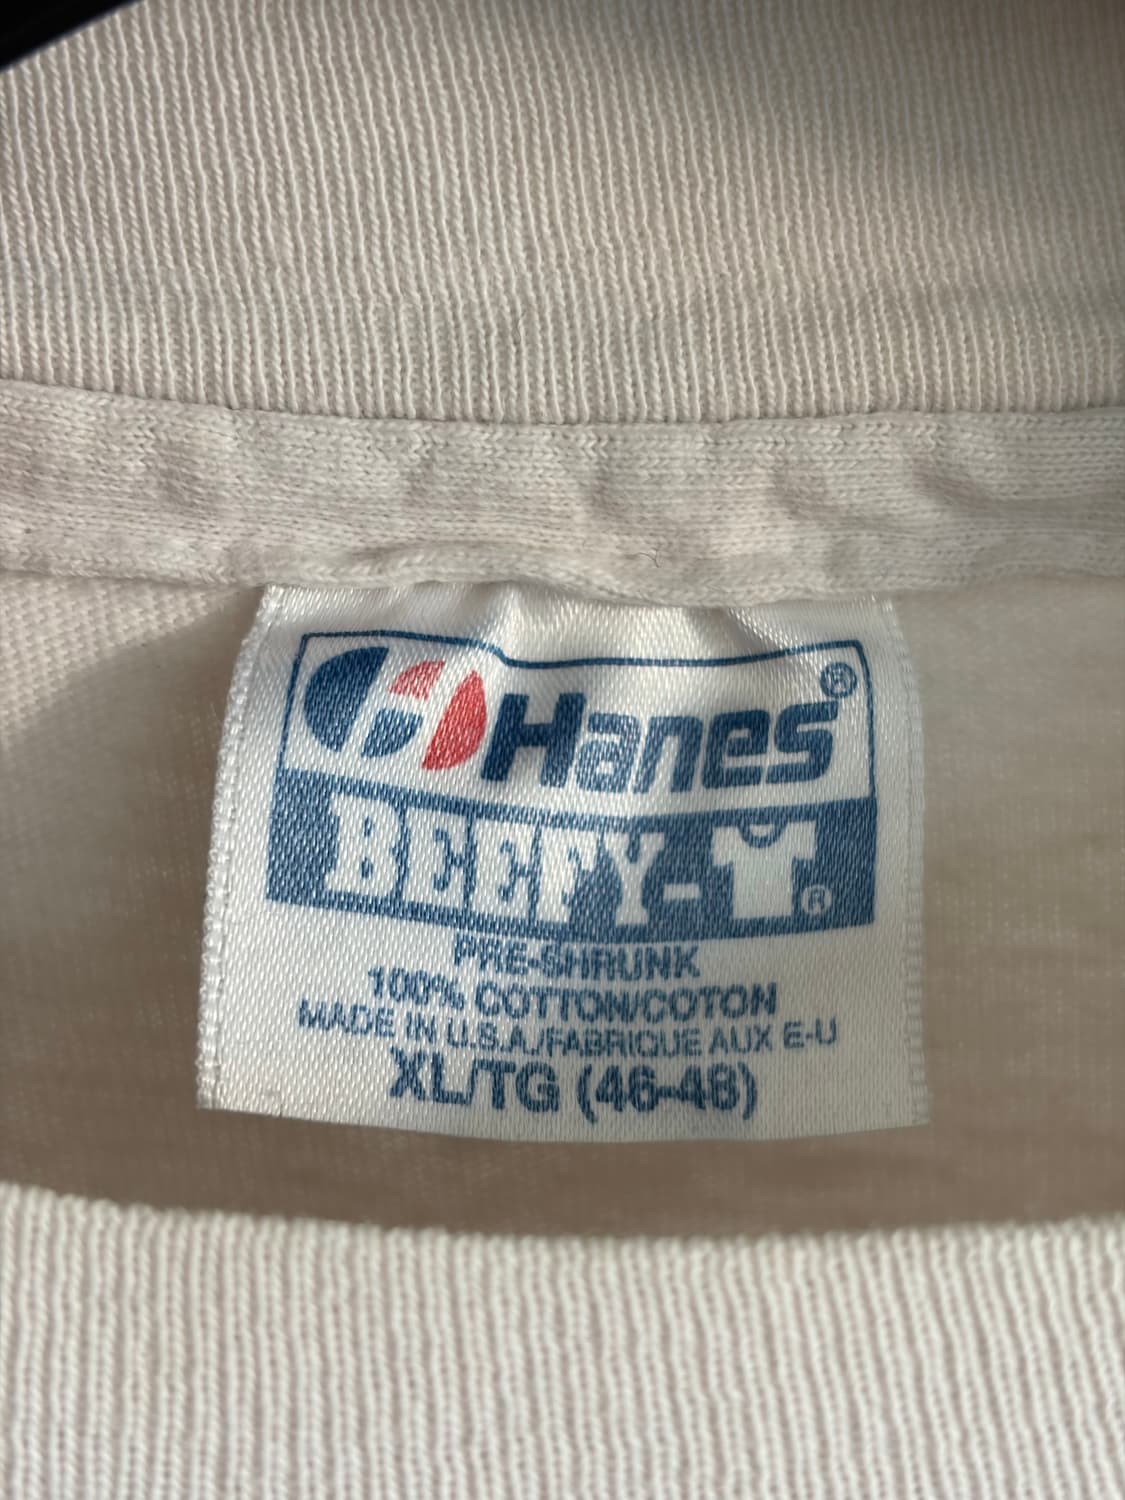 Hanes®
BEEFY-T®
PRE-SHRUNK
100% COTTON/COTON
MADE IN U.S.A./FABRIQUE AUX E-U
XL/TG (46-48)